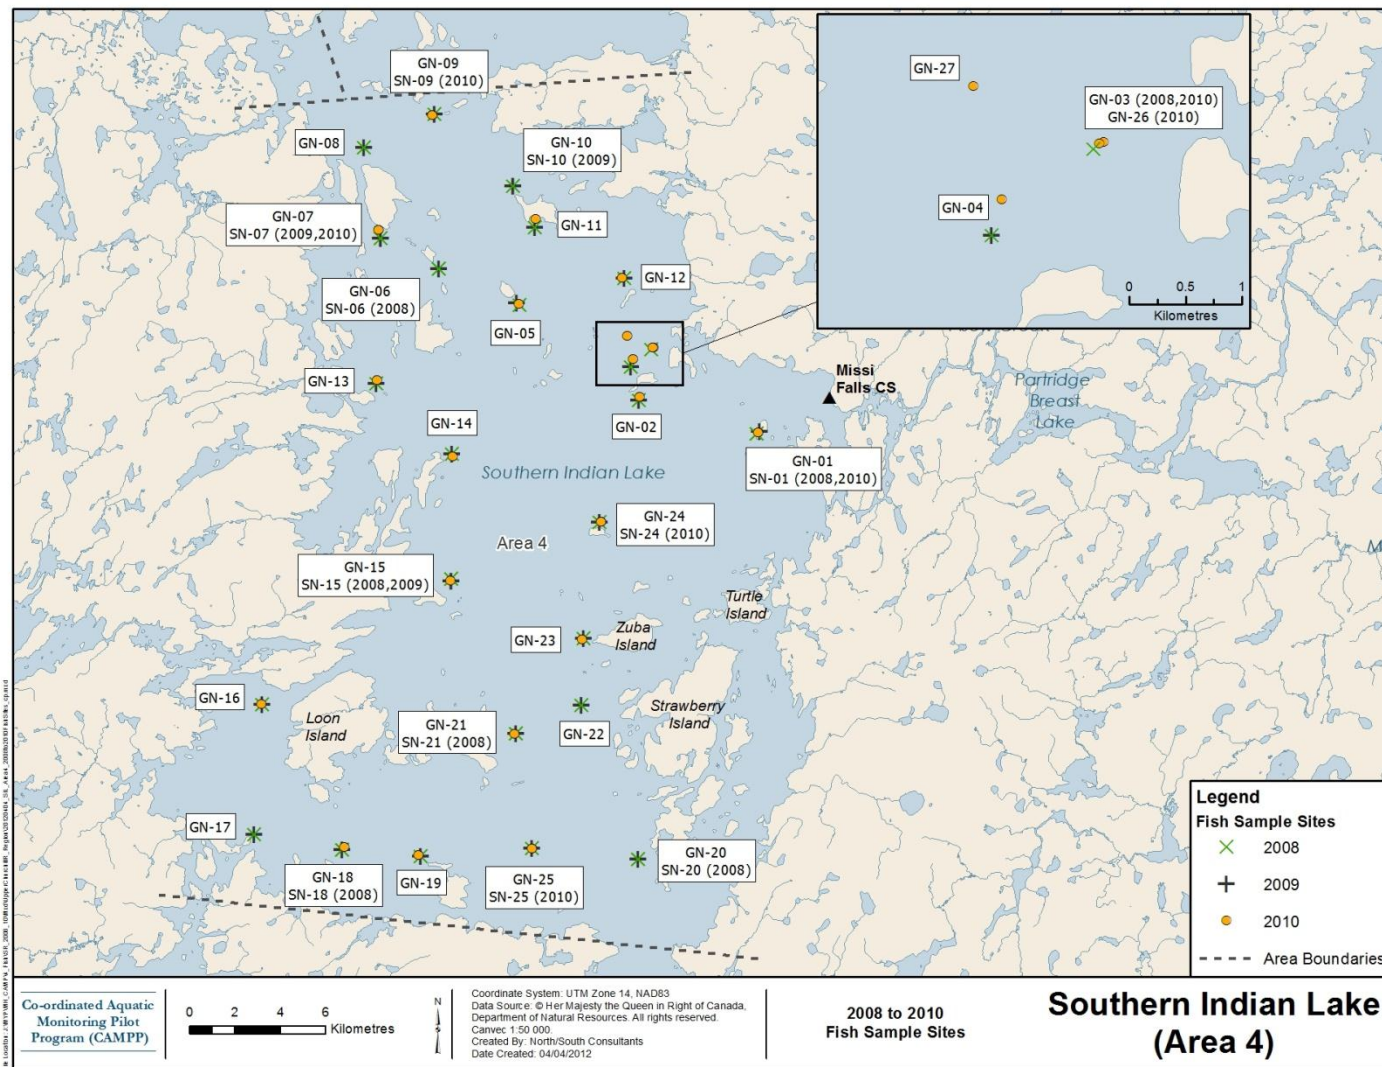 GN-09
SN-09 (2010)
GN-08
GN-10
SN-10 (2009)
GN-07
SN-07 (2009,2010)
GN-11
GN-06
SN-06 (2008)
GN-12
GN-05
GN-13
GN-02
GN-14
GN-27
GN-03 (2008,2010)
GN-26 (2010)
GN-04
0 0.5 1
Kilometres
Missi
Falls CS
Partridge
Breast
Lake
Southern Indian Lake
GN-01
SN-01 (2008,2010)
GN-24
SN-24 (2010)
Area 4
GN-15
SN-15 (2008,2009)
Turtle
Island
GN-23
Zuba
Island
GN-16
Loon
Island
GN-21
SN-21 (2008)
GN-22
Strawberry
Island
GN-17
GN-18
SN-18 (2008)
GN-19
GN-25
SN-25 (2010)
GN-20
SN-20 (2008)
Legend
Fish Sample Sites
2008
2009
2010
Area Boundaries
Co-ordinated Aquatic
Monitoring Pilot
Program (CAMPP)
0 2 4 6
Kilometres
N
Coordinate System: UTM Zone 14, NAD83
Data Source: © Her Majesty the Queen in Right of Canada,
Department of Natural Resources. All rights reserved.
Canvec 1:50 000.
Created By: North/South Consultants
Date Created: 04/04/2012
2008 to 2010
Fish Sample Sites
Southern Indian Lake
(Area 4)